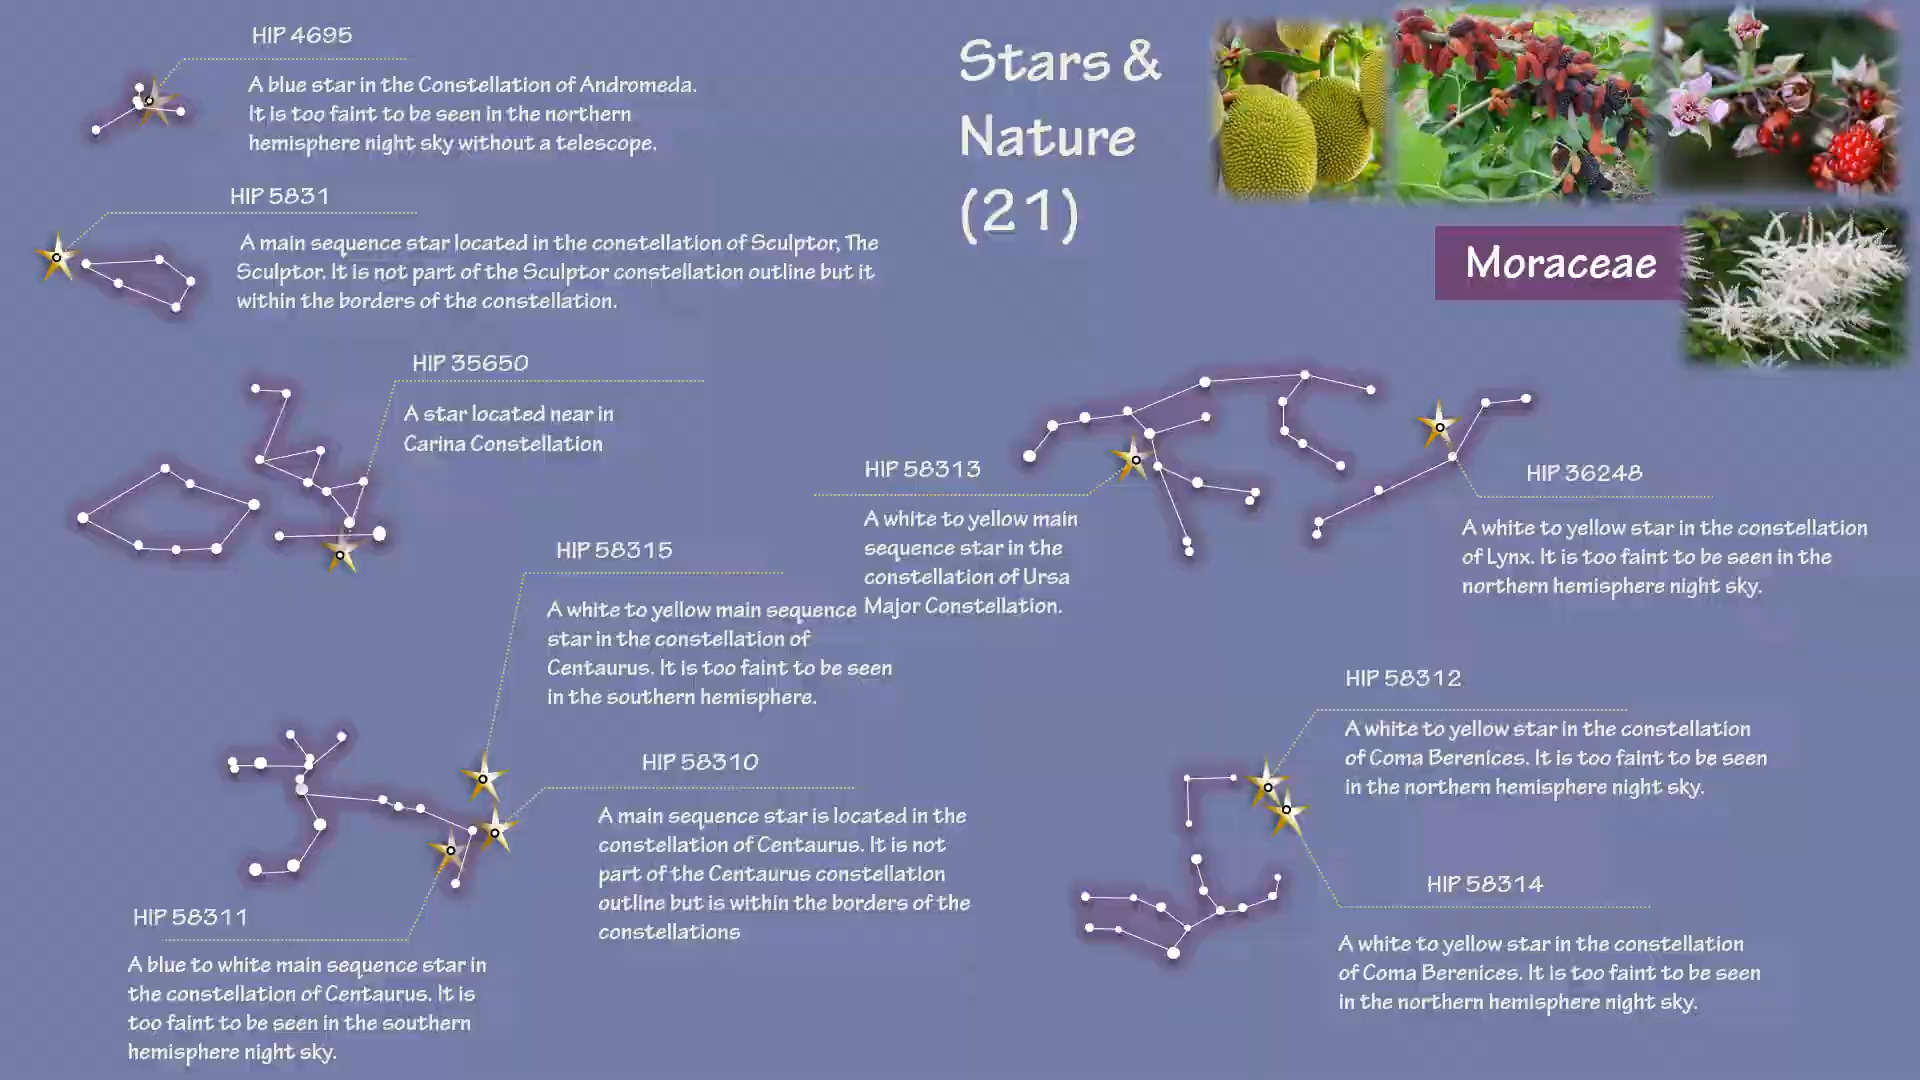 HIP 4695
A blue star in the Constellation of Andromeda.
It is too faint to be seen in the northern
hemisphere night sky without a telescope.
Stars &
Nature
(21)
HIP 5831
A main sequence star located in the constellation of Sculptor, The
Sculptor. It is not part of the Sculptor constellation outline but it
within the borders of the constellation.
Moraceae
HIP 35650
A star located near in
Carina Constellation
HIP 58313
A white to yellow main
sequence star in the
constellation of Ursa
Major Constellation.
HIP 36248
A white to yellow star in the constellation
of Lynx. It is too faint to be seen in the
northern hemisphere night sky.
HIP 58315
A white to yellow main sequence
star in the constellation of
Centaurus. It is too faint to be seen
in the southern hemisphere.
HIP 58312
A white to yellow star in the constellation
of Coma Berenices. It is too faint to be seen
in the northern hemisphere night sky.
HIP 58310
A main sequence star is located in the
constellation of Centaurus. It is not
part of the Centaurus constellation
outline but is within the borders of the
constellations
HIP 58314
A white to yellow star in the constellation
of Coma Berenices. It is too faint to be seen
in the northern hemisphere night sky.
HIP 58311
A blue to white main sequence star in
the constellation of Centaurus. It is
too faint to be seen in the southern
hemisphere night sky.